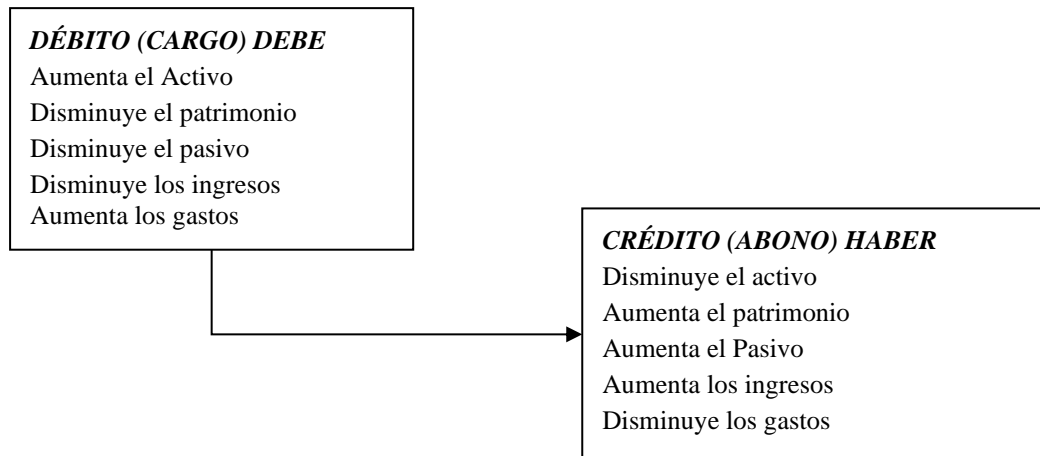 DÉBITO (CARGO) DEBE
Aumenta el Activo
Disminuye el patrimonio
Disminuye el pasivo
Disminuye los ingresos
Aumenta los gastos
CRÉDITO (ABONO) HABER
Disminuye el activo
Aumenta el patrimonio
Aumenta el Pasivo
Aumenta los ingresos
Disminuye los gastos